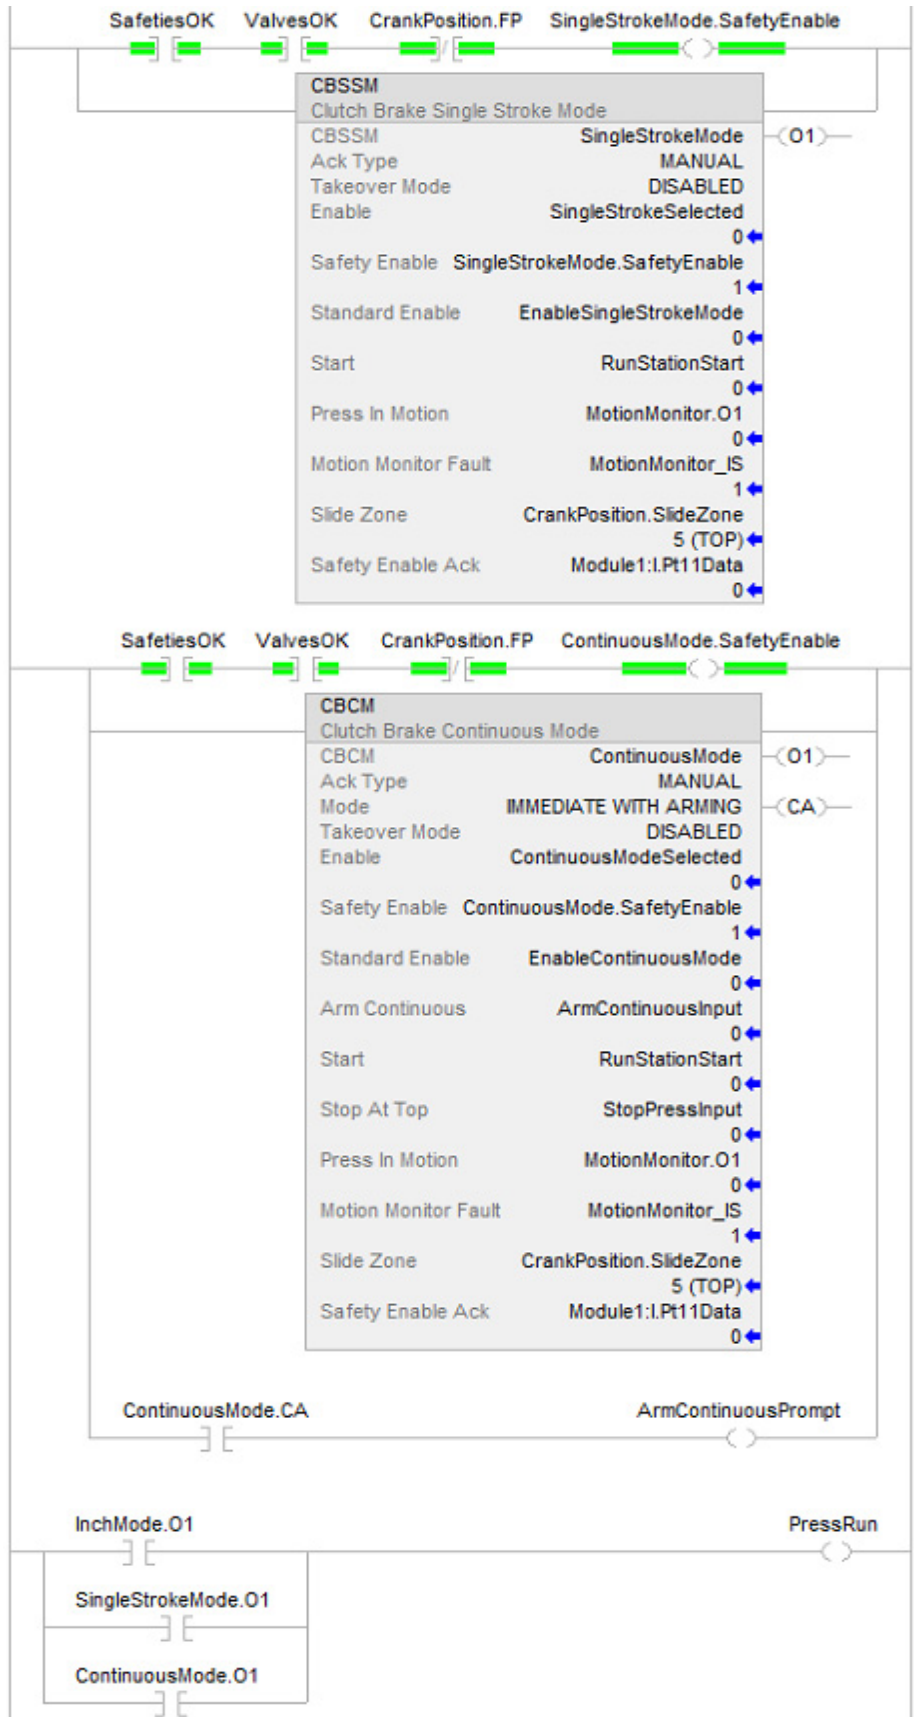 SafetiesOK ValvesOK CrankPosition.FP SingleStrokeMode.SafetyEnable
CBSSM
Clutch Brake Single Stroke Mode
CBSSM SingleStrokeMode
O1
Ack Type MANUAL
Takeover Mode DISABLED
Enable SingleStrokeSelected
0
Safety Enable SingleStrokeMode.SafetyEnable
1
Standard Enable EnableSingleStrokeMode
0
Start RunStationStart
0
Press In Motion MotionMonitor.O1
0
Motion Monitor Fault MotionMonitor_IS
1
Slide Zone CrankPosition.SlideZone
5 (TOP)
Safety Enable Ack Module1:I.Pt11Data
0
SafetiesOK ValvesOK CrankPosition.FP ContinuousMode.SafetyEnable
CBCM
Clutch Brake Continuous Mode
CBCM ContinuousMode
O1
Ack Type MANUAL
Mode IMMEDIATE WITH ARMING
CA
Takeover Mode DISABLED
Enable ContinuousModeSelected
0
Safety Enable ContinuousMode.SafetyEnable
1
Standard Enable EnableContinuousMode
0
Arm Continuous ArmContinuousInput
0
Start RunStationStart
0
Stop At Top StopPressInput
0
Press In Motion MotionMonitor.O1
0
Motion Monitor Fault MotionMonitor_IS
1
Slide Zone CrankPosition.SlideZone
5 (TOP)
Safety Enable Ack Module1:I.Pt11Data
0
ContinuousMode.CA ArmContinuousPrompt
InchMode.O1 PressRun
SingleStrokeMode.O1
ContinuousMode.O1